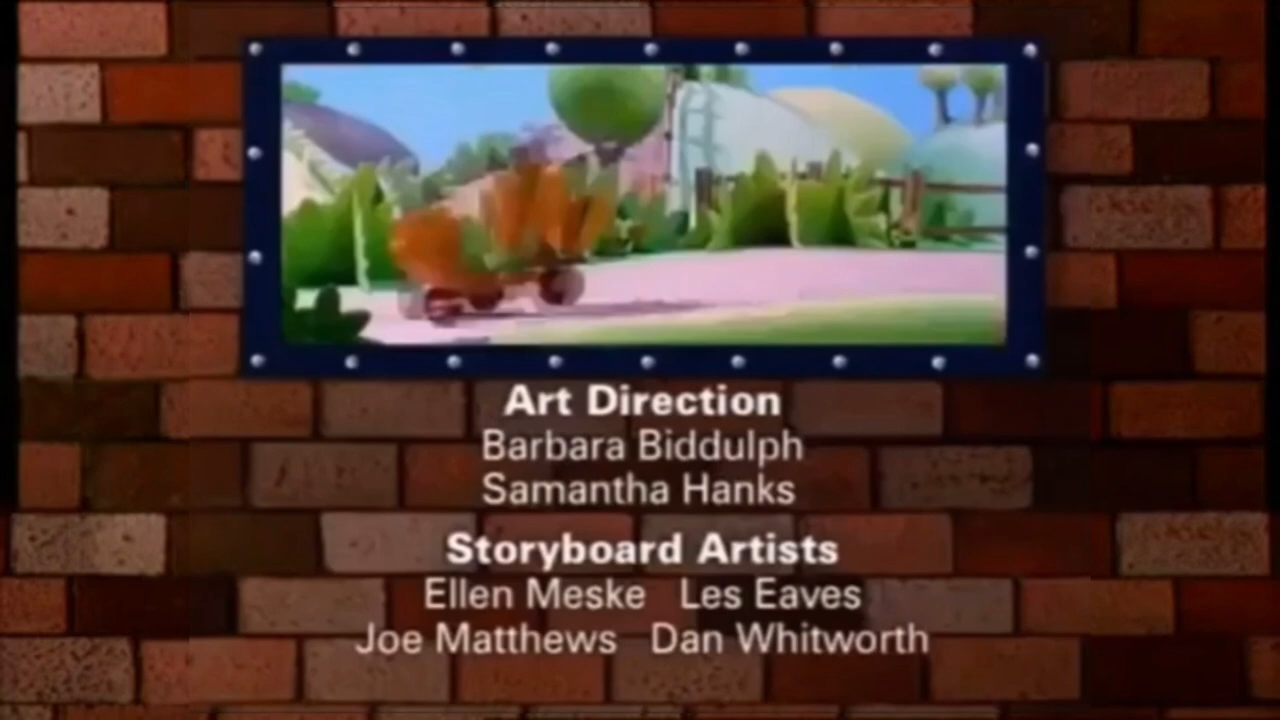 Art Direction
Barbara Biddulph
Samantha Hanks
Storyboard Artists
Ellen Meske Les Eaves
Joe Matthews Dan Whitworth